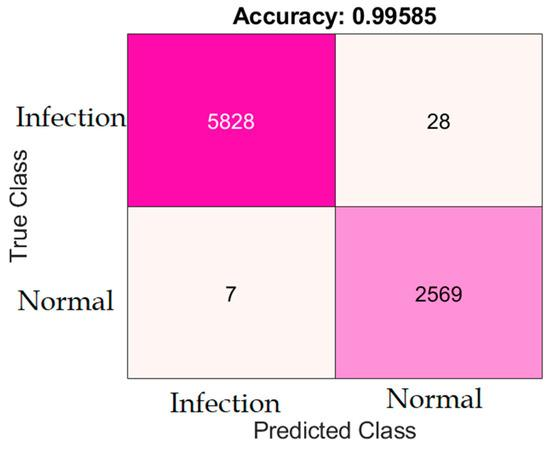 Accuracy: 0.99585
Infection
5828
28
True Class
Normal
7
2569
Infection
Normal
Predicted Class